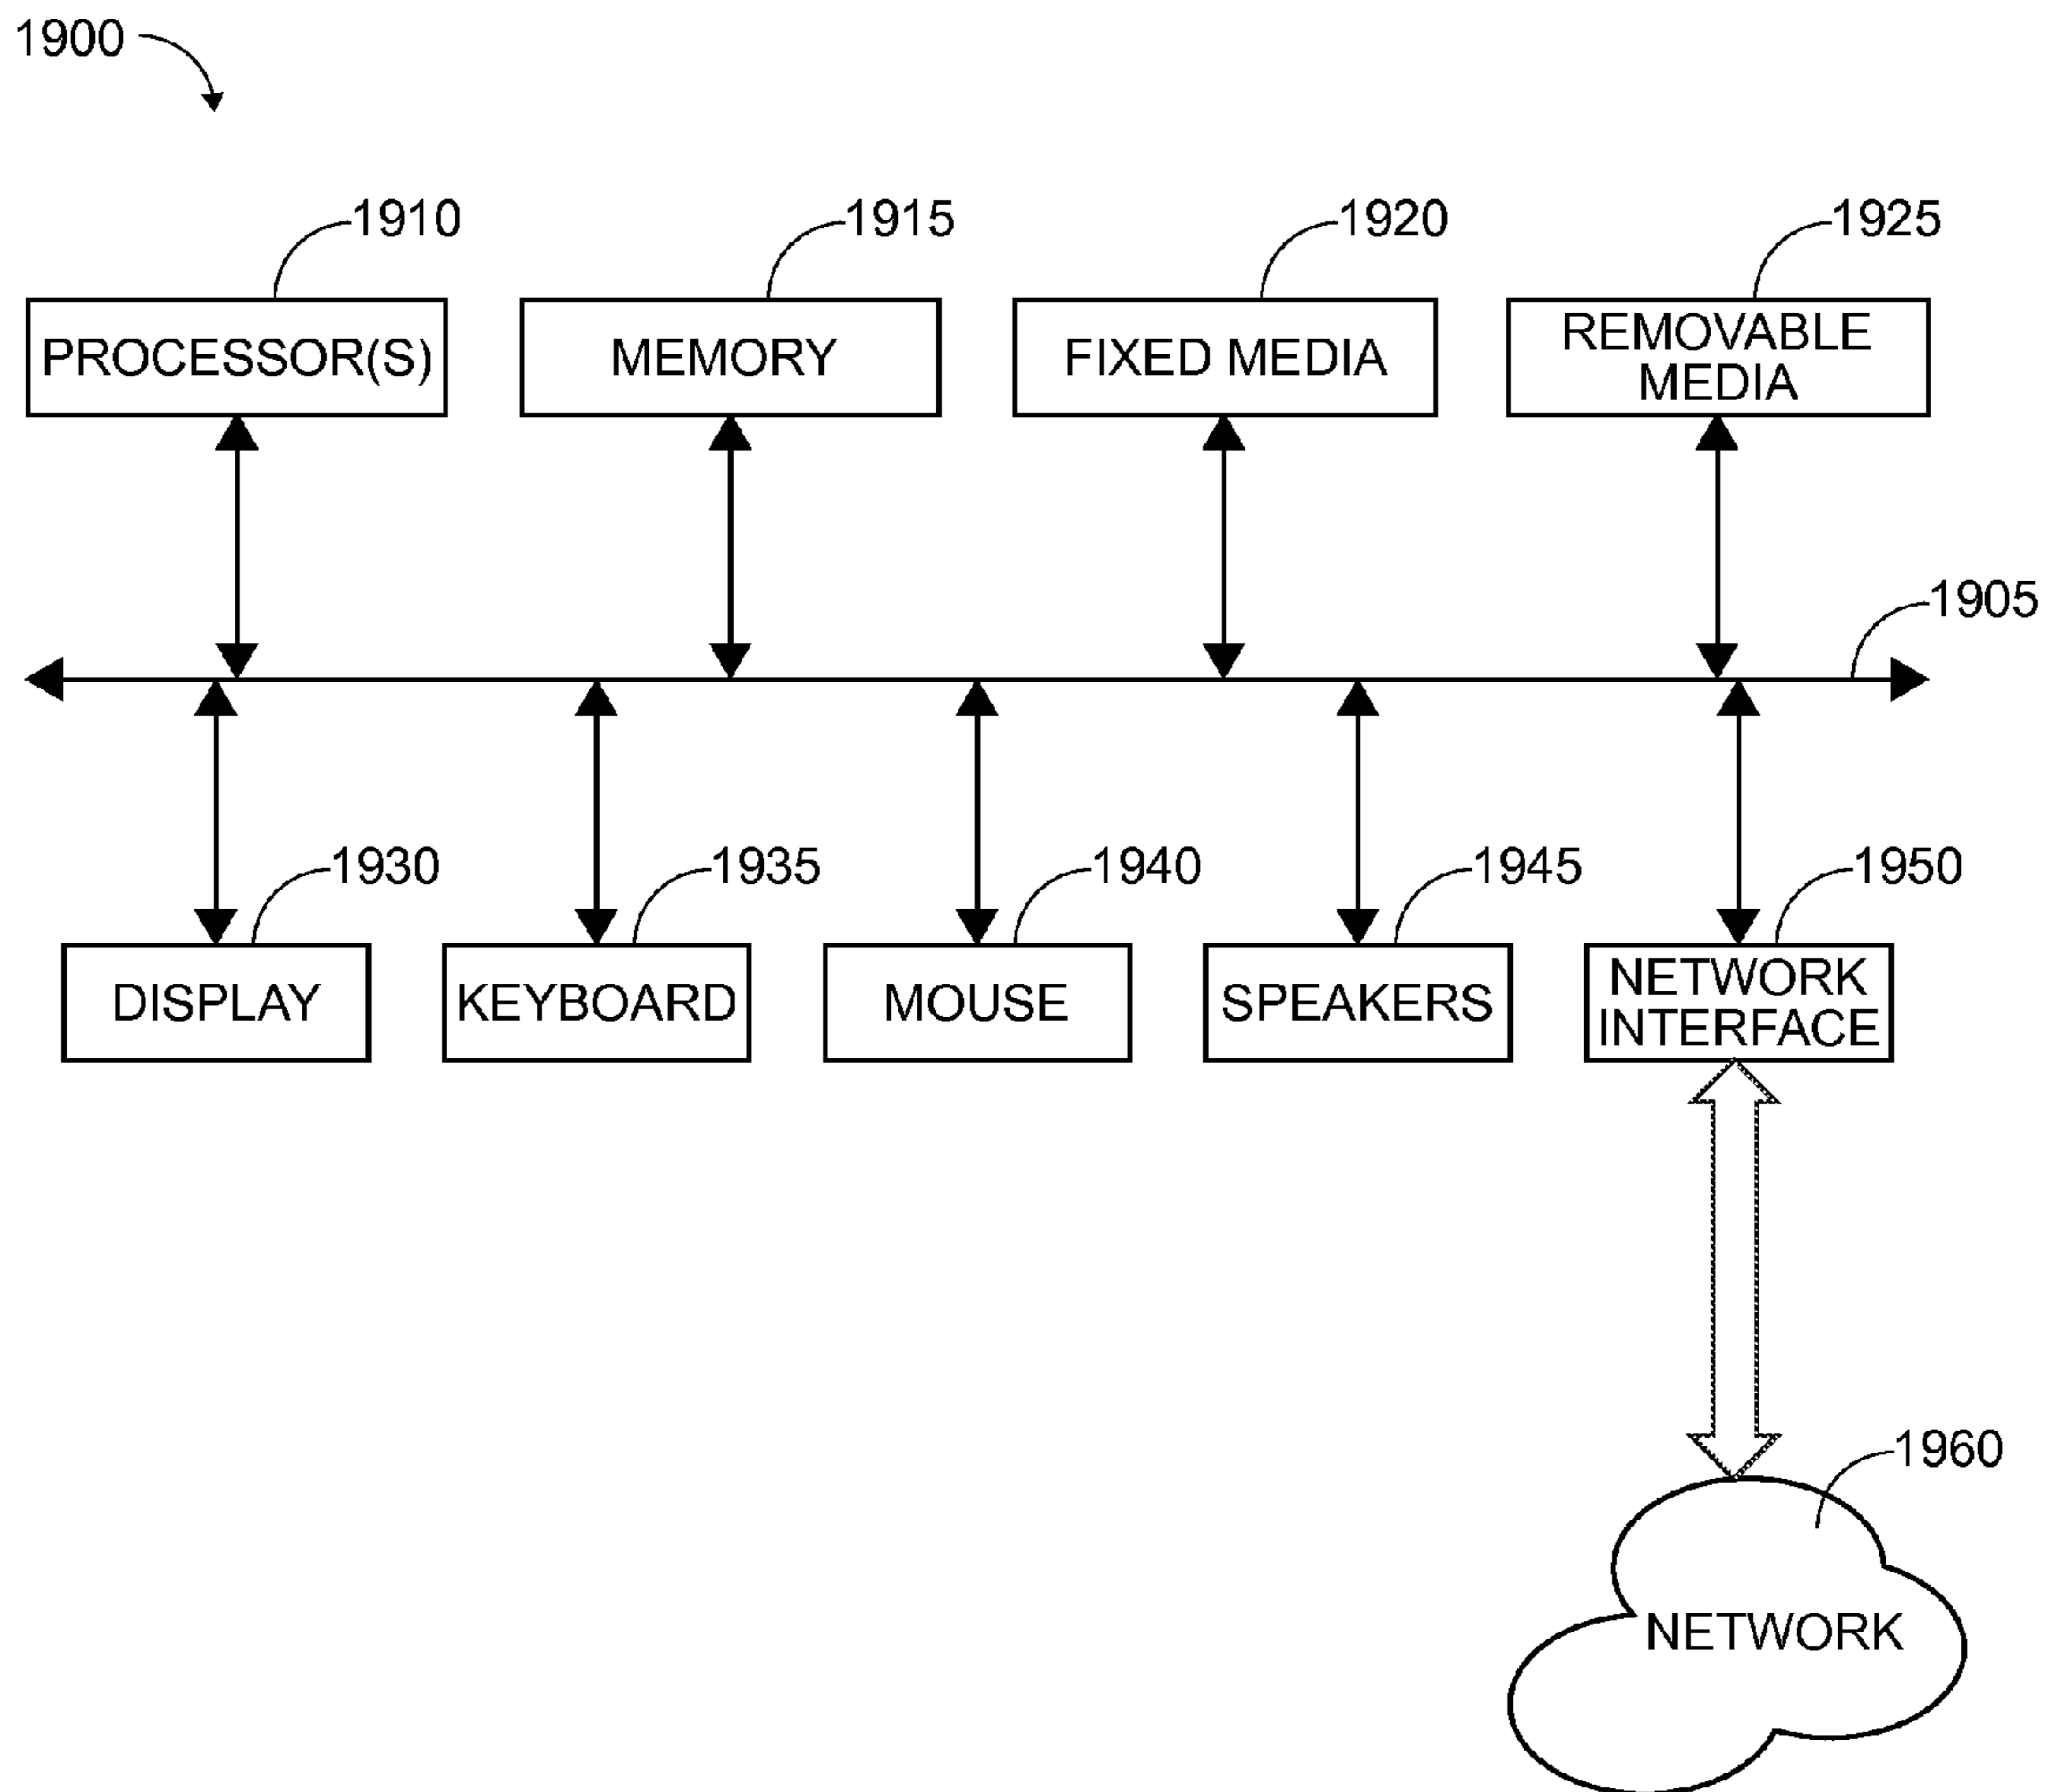 1900
1910
1915
1920
1925
PROCESSOR(S)
MEMORY
FIXED MEDIA
REMOVABLE
MEDIA
1905
1930
1935
1940
1945
1950
DISPLAY
KEYBOARD
MOUSE
SPEAKERS
NETWORK
INTERFACE
1960
NETWORK